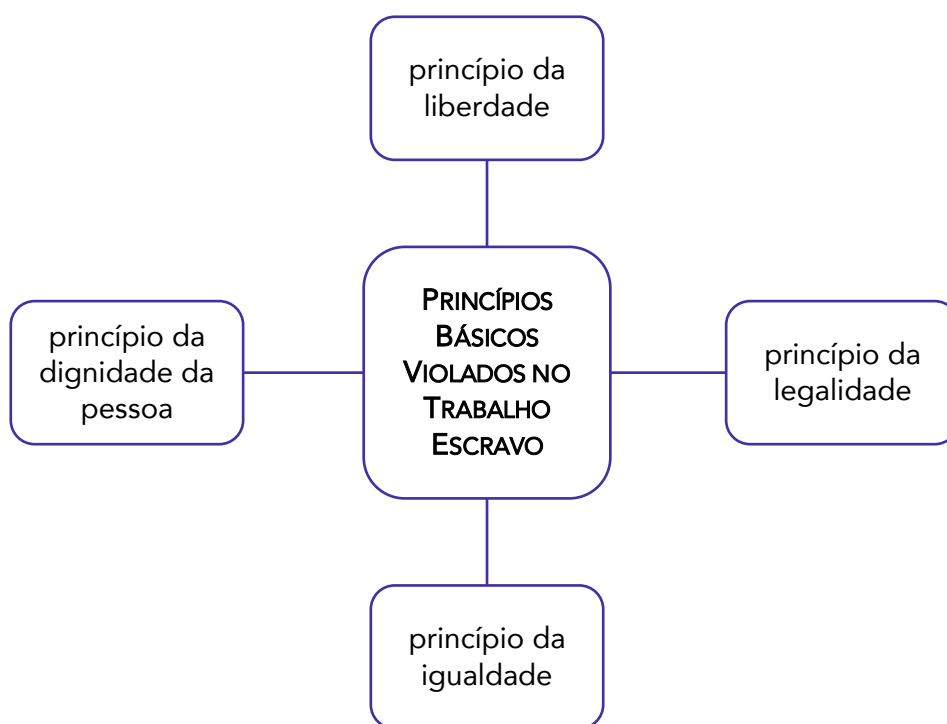 princípio da
liberdade
princípio da
dignidade da
pessoa
PRINCÍPIOS
BÁSICOS
VIOLADOS NO
TRABALHO
ESCRAVO
princípio da
legalidade
princípio da
igualdade